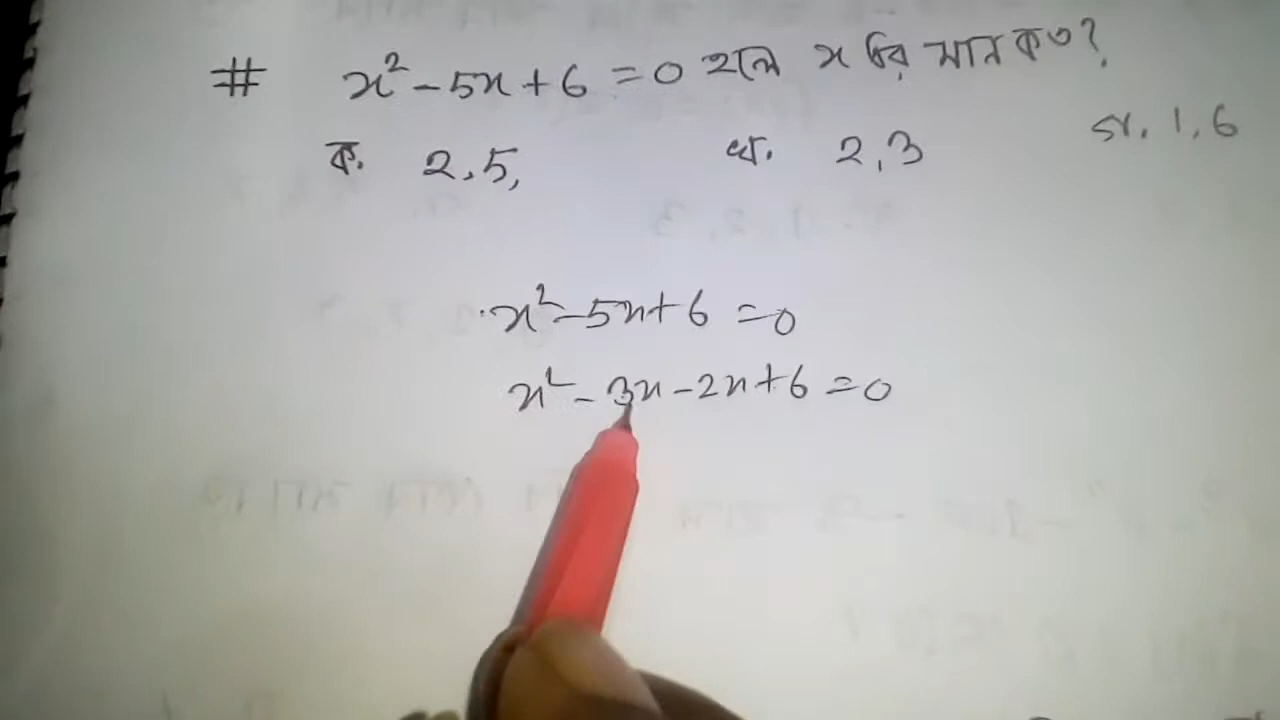 # x² - 5x + 6 = 0 হলে x এর মান কত?
ক. 2,5, খ. 2,3 গ. 1,6
x² - 5x + 6 = 0
x² - 3x - 2x + 6 = 0